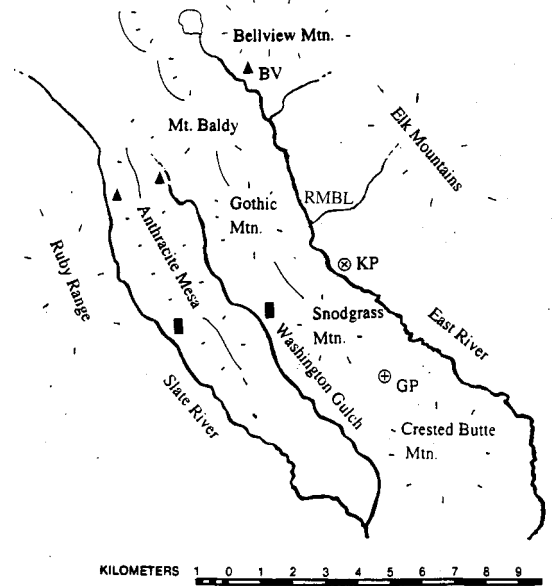 Bellview Mtn.
BV
Mt. Baldy
Elk Mountains
RMBL
Gothic
Mtn.
Anthracite Mesa
KP
Ruby Range
Snodgrass
Mtn.
East River
Washington Gulch
GP
Slate River
Crested Butte
Mtn.
KILOMETERS 1 0 1 2 3 4 5 6 7 8 9